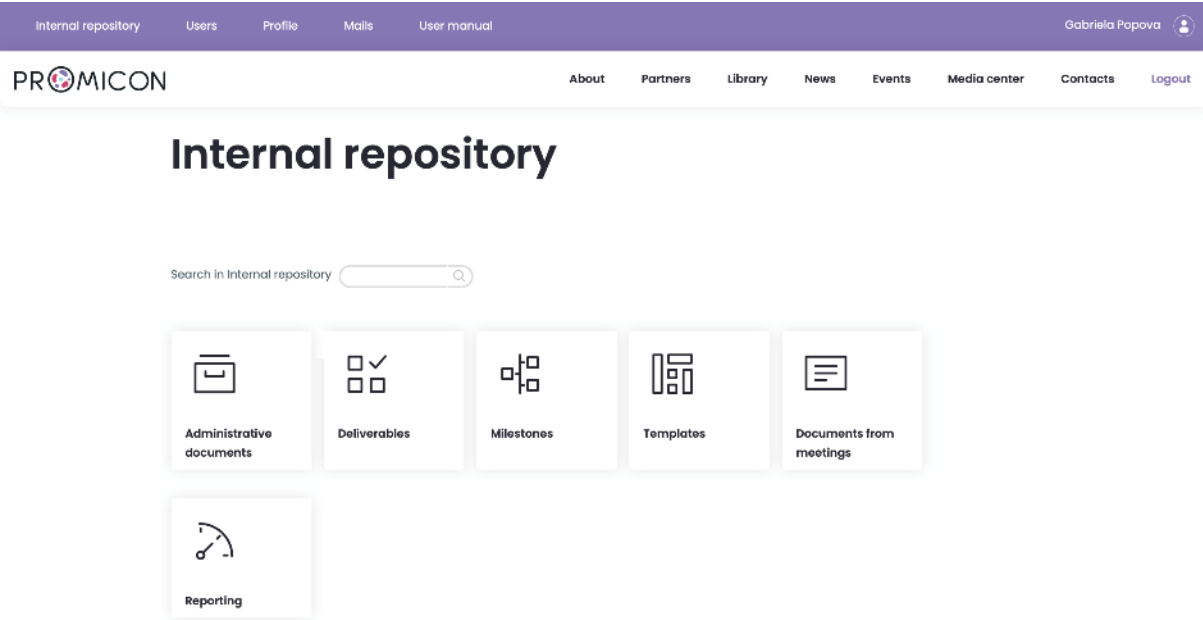 Internal repository Users Profile Mails User manual Gabriela Popova
PROMICON About Partners Library News Events Media center Contacts Logout
Internal repository
Search in Internal repository
Administrative documents
Deliverables
Milestones
Templates
Documents from meetings
Reporting